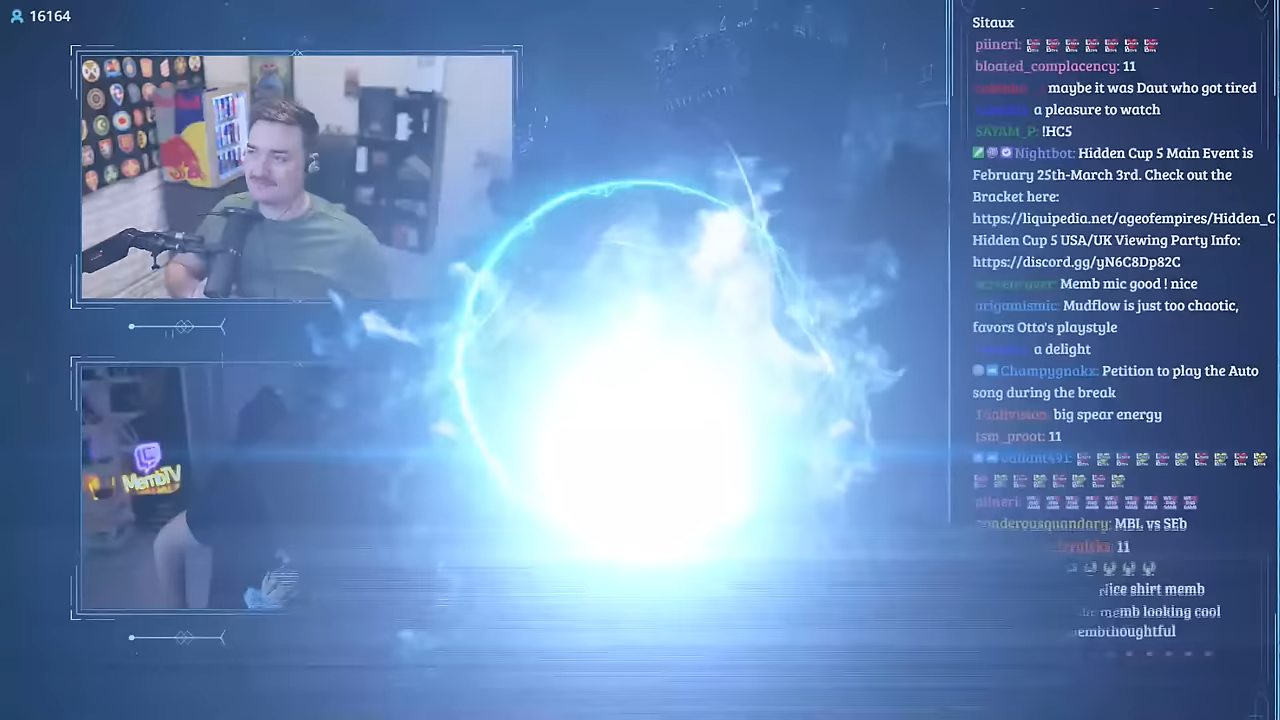 16164
Sitaux
piineri:
bloated_complacency: 11
maybe it was Daut who got tired
a pleasure to watch
SAYAM_P: !HC5
Nightbot: Hidden Cup 5 Main Event is
February 25th-March 3rd. Check out the
Bracket here:
https://liquipedia.net/ageofempires/Hidden_C
Hidden Cup 5 USA/UK Viewing Party Info:
https://discord.gg/yN6C8Dp82C
Memb mic good ! nice
origamismic: Mudflow is just too chaotic,
favors Otto's playstyle
a delight
Champygnakx: Petition to play the Auto
song during the break
big spear energy
tsm_proot: 11
MembTV
piineri:
MBL vs SEb
11
nice shirt memb
memb looking cool